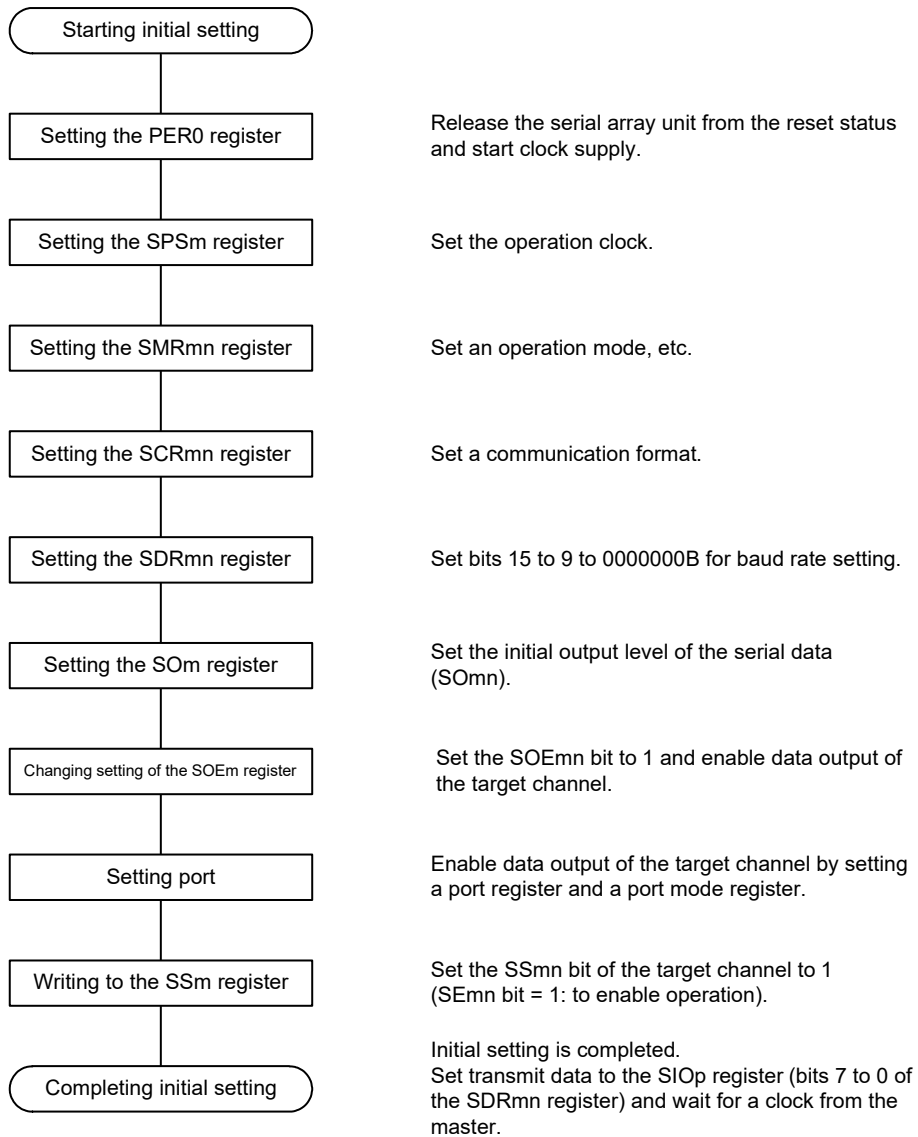 Starting initial setting
Setting the PER0 register
Release the serial array unit from the reset status
and start clock supply.
Setting the SPSm register
Set the operation clock.
Setting the SMRmn register
Set an operation mode, etc.
Setting the SCRmn register
Set a communication format.
Setting the SDRmn register
Set bits 15 to 9 to 0000000B for baud rate setting.
Setting the SOm register
Set the initial output level of the serial data
(SOmn).
Changing setting of the SOEm register
Set the SOEmn bit to 1 and enable data output of
the target channel.
Setting port
Enable data output of the target channel by setting
a port register and a port mode register.
Writing to the SSm register
Set the SSmn bit of the target channel to 1
(SEmn bit = 1: to enable operation).
Completing initial setting
Initial setting is completed.
Set transmit data to the SIOp register (bits 7 to 0 of
the SDRmn register) and wait for a clock from the
master.